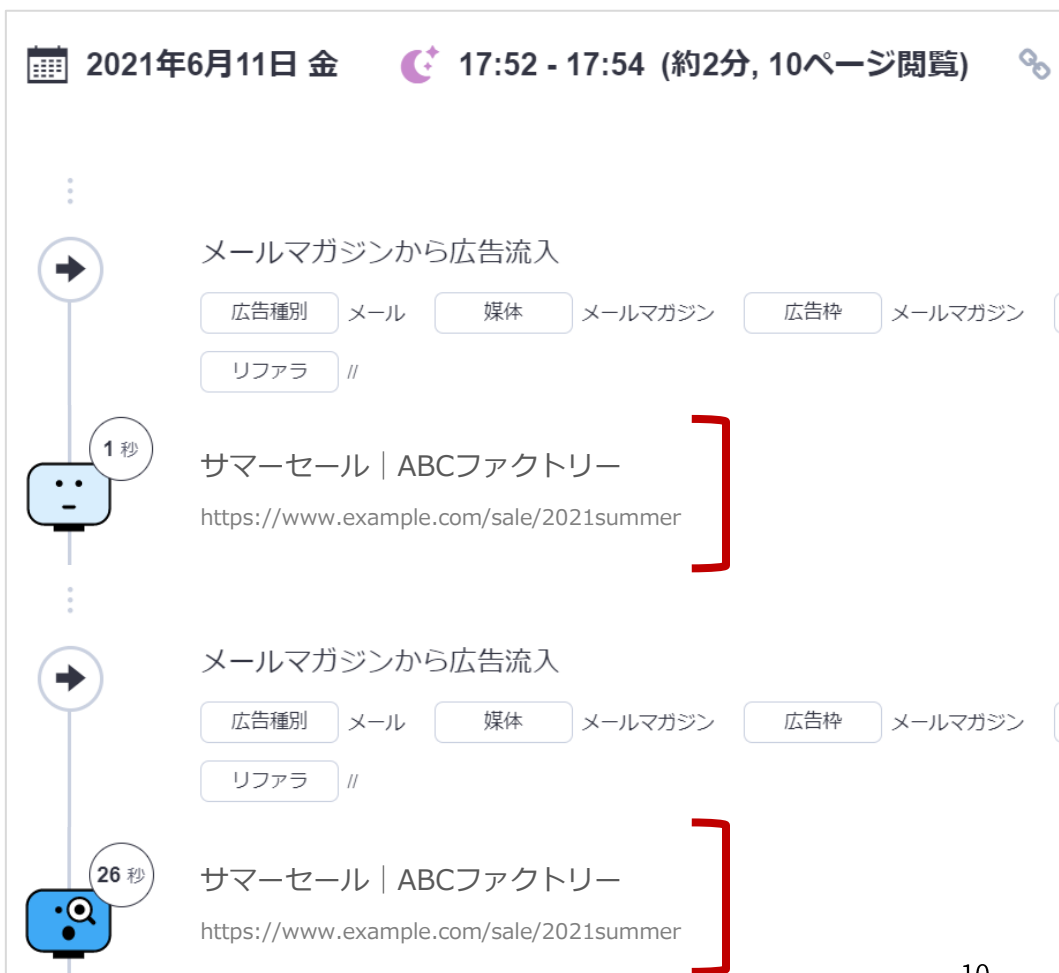 2021年6月11日 金 17:52 - 17:54 (約2分, 10ページ閲覧)
メールマガジンから広告流入
広告種別 メール 媒体 メールマガジン 広告枠 メールマガジン
リファラ //
1 秒
サマーセール｜ABCファクトリー
https://www.example.com/sale/2021summer
メールマガジンから広告流入
広告種別 メール 媒体 メールマガジン 広告枠 メールマガジン
リファラ //
26 秒
サマーセール｜ABCファクトリー
https://www.example.com/sale/2021summer
10